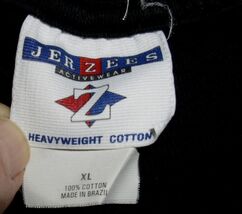 JERZEES
ACTIVEWEAR
Z
HEAVYWEIGHT COTTON
XL
100% COTTON
MADE IN BRAZIL